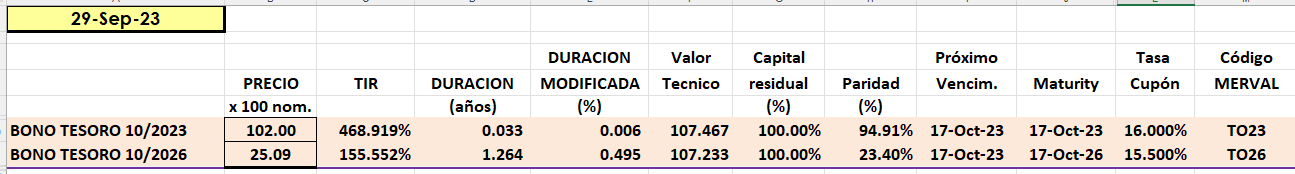 29-Sep-23
DURACION Valor Capital Próximo Tasa Código
PRECIO TIR DURACION MODIFICADA Tecnico residual Paridad Vencim. Maturity Cupón MERVAL
x 100 nom. (años) (%) (%) (%)
BONO TESORO 10/2023 102.00 468.919% 0.033 0.006 107.467 100.00% 94.91% 17-Oct-23 17-Oct-23 16.000% TO23
BONO TESORO 10/2026 25.09 155.552% 1.264 0.495 107.233 100.00% 23.40% 17-Oct-23 17-Oct-26 15.500% TO26